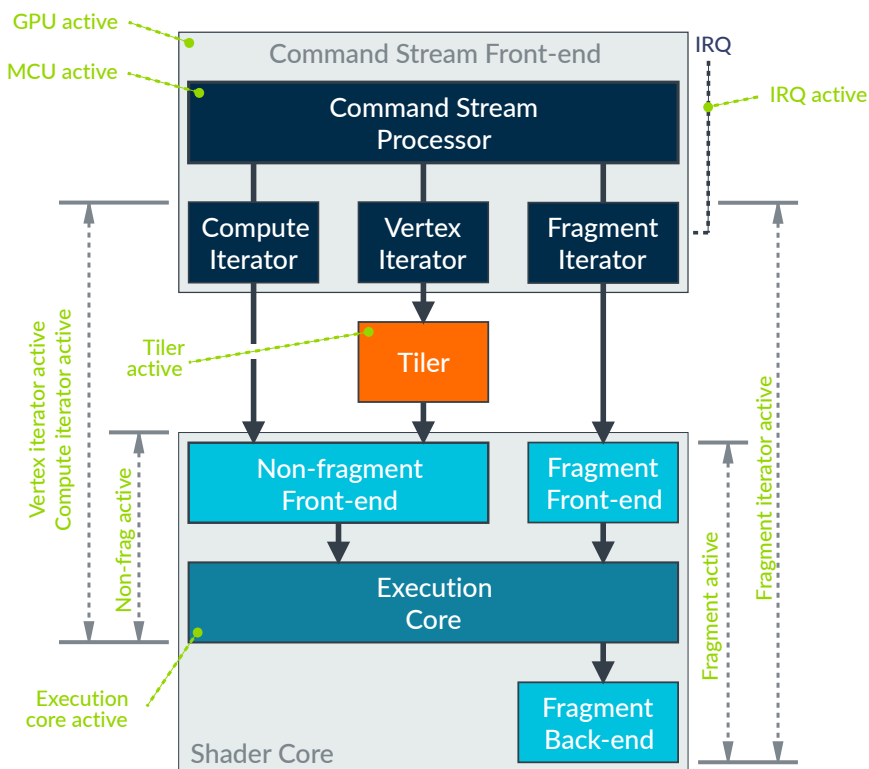 GPU active
Command Stream Front-end
IRQ
MCU active
IRQ active
Command Stream
Processor
Compute
Iterator
Vertex
Iterator
Fragment
Iterator
Tiler
active
Tiler
Vertex iterator active
Compute iterator active
Non-frag active
Non-fragment
Front-end
Fragment
Front-end
Fragment active
Fragment iterator active
Execution
Core
Execution
core active
Fragment
Back-end
Shader Core